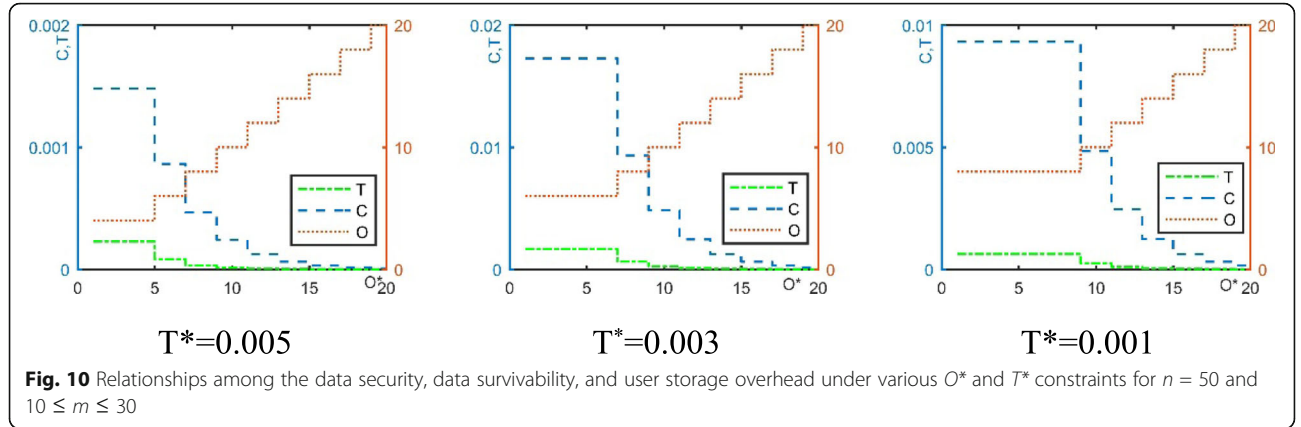 0.002
20
C,T
0.001
10
T
C
O
0
0
0
5
10
15
O*
20
0.02
20
C,T
0.01
10
T
C
O
0
0
0
5
10
15
O*
20
0.01
20
C,T
0.005
10
T
C
O
0
0
0
5
10
15
O*
20
T*=0.005
T*=0.003
T*=0.001
Fig. 10 Relationships among the data security, data survivability, and user storage overhead under various O* and T* constraints for n = 50 and
10 ≤ m ≤ 30